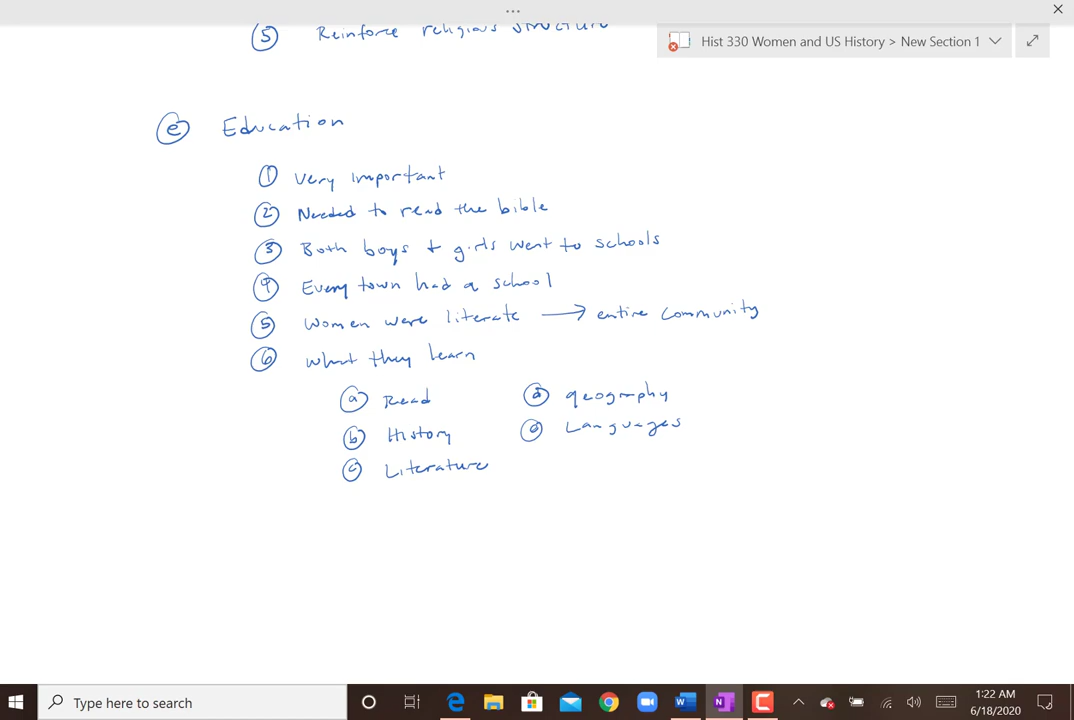 ⑤ Reinforce religious structure
Hist 330 Women and US History > New Section 1
ⓔ Education
① Very important
② Needed to read the bible
③ Both boys + girls went to schools
④ Every town had a school
⑤ Women were literate → entire community
⑥ What they learn
ⓐ Read ⓓ geography
ⓑ History ⓔ Languages
ⓒ Literature
Type here to search
1:22 AM
6/18/2020